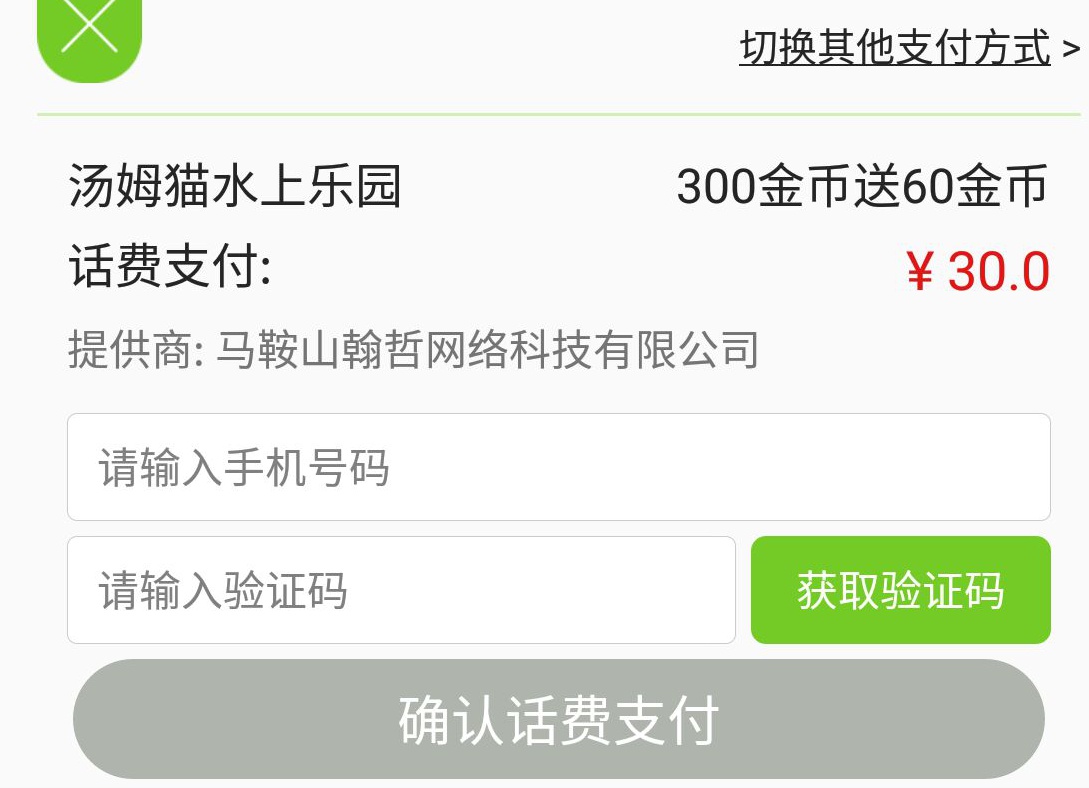 切换其他支付方式 >
汤姆猫水上乐园 300金币送60金币
话费支付: ¥ 30.0
提供商: 马鞍山翰哲网络科技有限公司
请输入手机号码
请输入验证码 获取验证码
确认话费支付